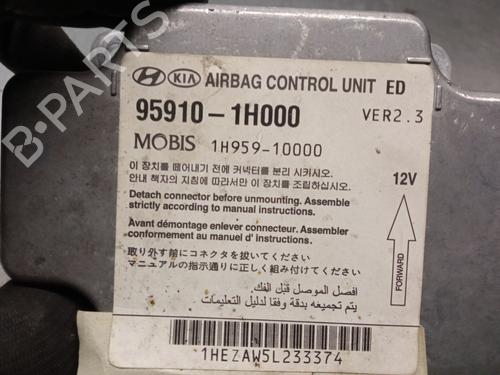 B-PARTS
HYUNDAI KIA AIRBAG CONTROL UNIT ED
95910-1H000 VER2.3
MOBIS 1H959-10000
이 장치를 떼어내기 전에 커넥터를 분리 시키시오.
안내 책자의 지침에 따라서만 이 장치를 조립하십시오.
Detach connector before unmounting. Assemble
strictly according to manual instructions.
12V
Avant démontage enlever connecteur. Assembler
conformement au manuel d' instructions.
取り外す前にコネクタを抜いてください
マニュアルの指示通りに正しく組み付けてください
FORWARD
افصل الموصل قبل الفك.
يتم تجميعه بدقة وفقا لدليل التعليمات.
1HEZAW5L233374